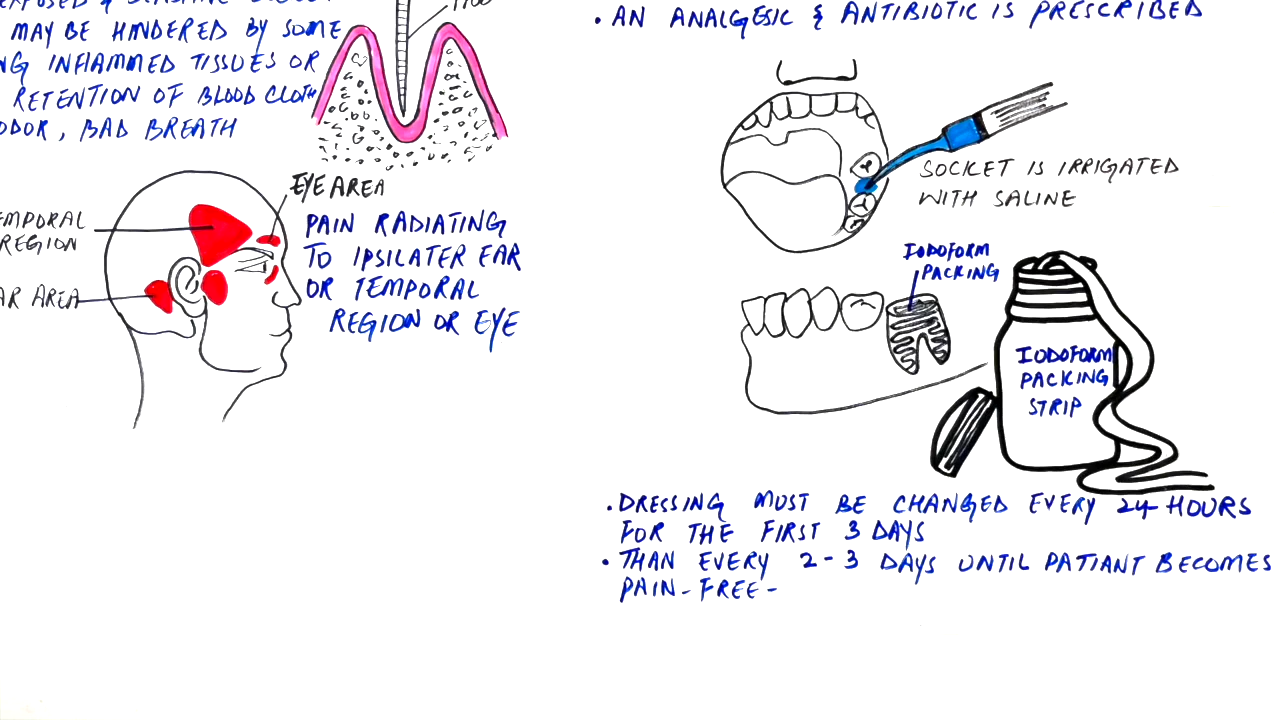 MAY BE HINDERED BY SOME
INFLAMMED TISSUES OR
RETENTION OF BLOOD CLOTH
BAD BREATH
EYE AREA
REGION
AREA
PAIN RADIATING
TO IPSILATER EAR
OR TEMPORAL
REGION OR EYE
• AN ANALGESIC & ANTIBIOTIC IS PRESCRIBED
SOCKET IS IRRIGATED
WITH SALINE
IODOFORM
PACKING
IODOFORM
PACKING
STRIP
• DRESSING MUST BE CHANGED EVERY 24 HOURS
FOR THE FIRST 3 DAYS
• THAN EVERY 2-3 DAYS UNTIL PATIANT BECOMES
PAIN-FREE-